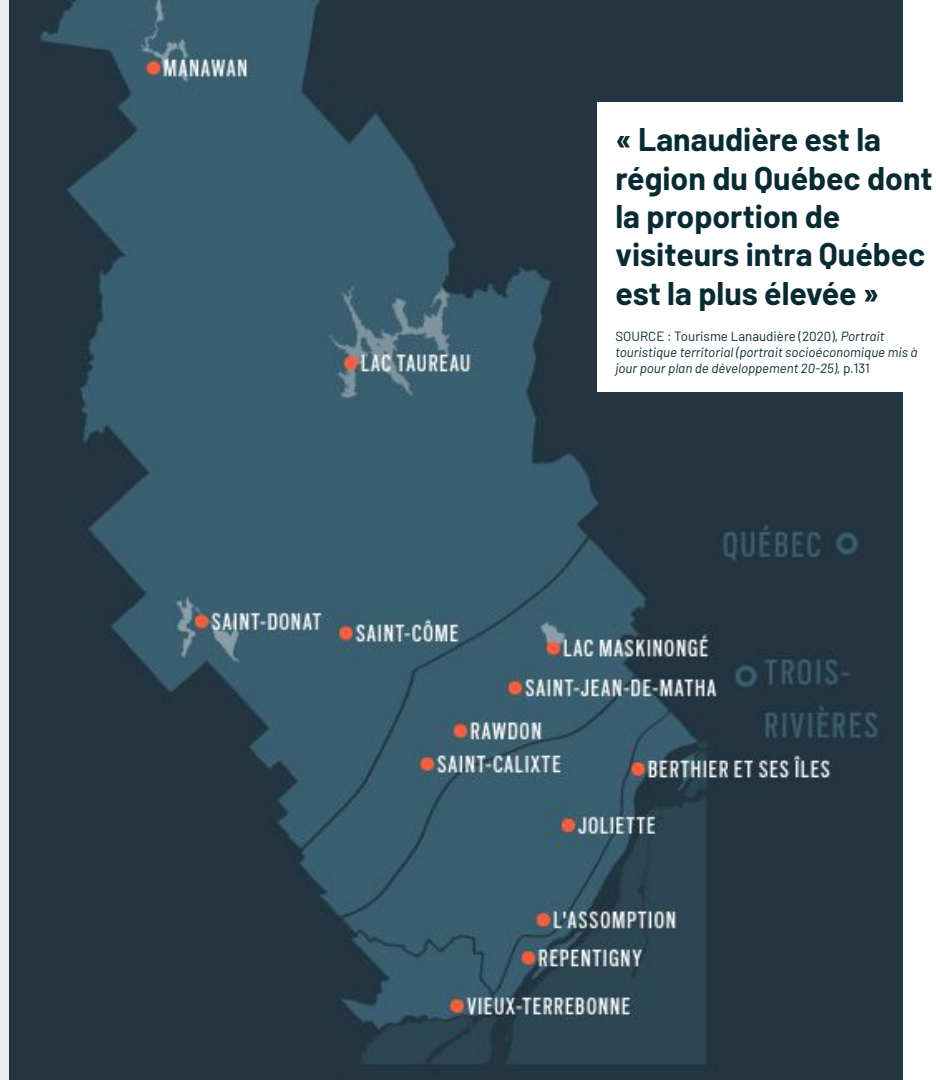 MANAWAN
« Lanaudière est la
région du Québec dont
la proportion de
visiteurs intra Québec
est la plus élevée »
SOURCE : Tourisme Lanaudière (2020), Portrait
touristique territorial (portrait socioéconomique mis à
jour pour plan de développement 20-25), p.131
LAC TAUREAU
QUÉBEC
SAINT-DONAT
SAINT-CÔME
LAC MASKINONGÉ
TROIS-
RIVIÈRES
SAINT-JEAN-DE-MATHA
RAWDON
SAINT-CALIXTE
BERTHIER ET SES ÎLES
JOLIETTE
L'ASSOMPTION
REPENTIGNY
VIEUX-TERREBONNE